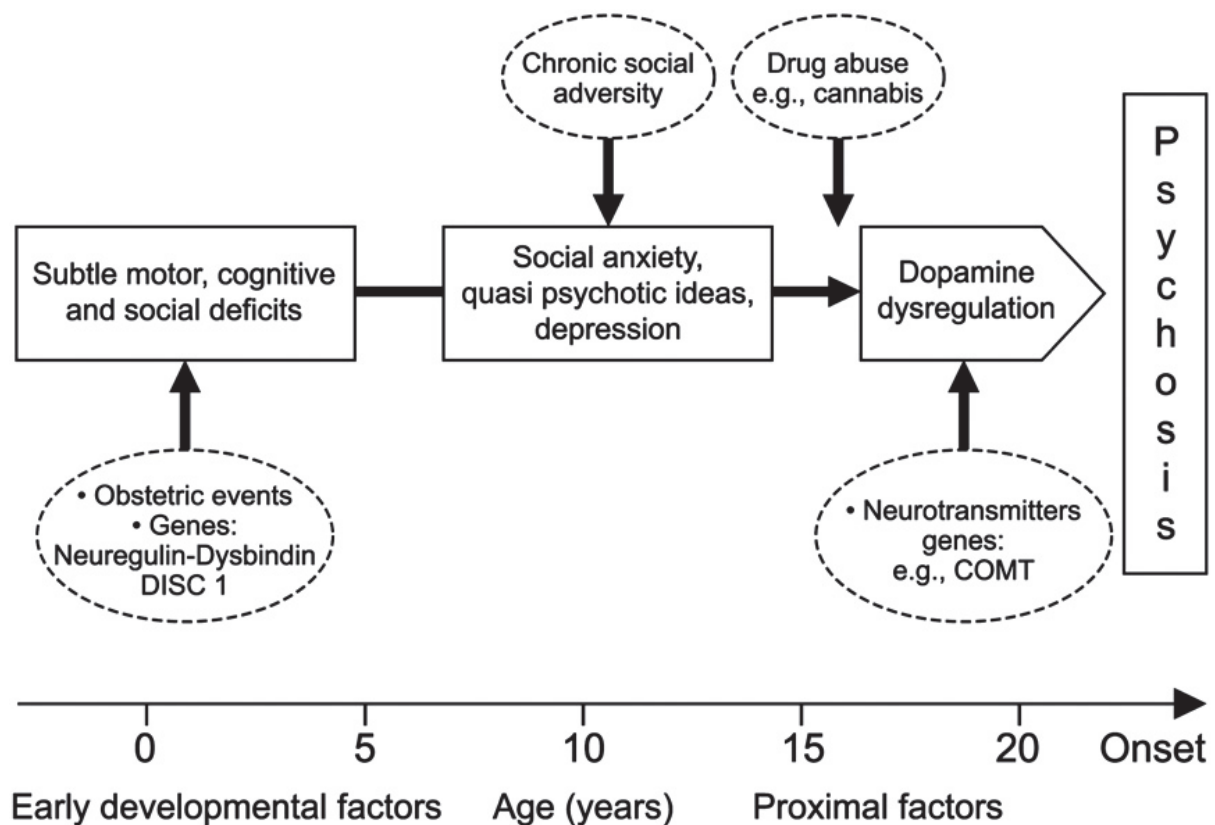 Chronic social
adversity
Drug abuse
e.g., cannabis
Subtle motor, cognitive
and social deficits
Social anxiety,
quasi psychotic ideas,
depression
Dopamine
dysregulation
Psychosis
• Obstetric events
• Genes:
Neuregulin-Dysbindin
DISC 1
• Neurotransmitters
genes:
e.g., COMT
0 5 10 15 20 Onset
Early developmental factors Age (years) Proximal factors